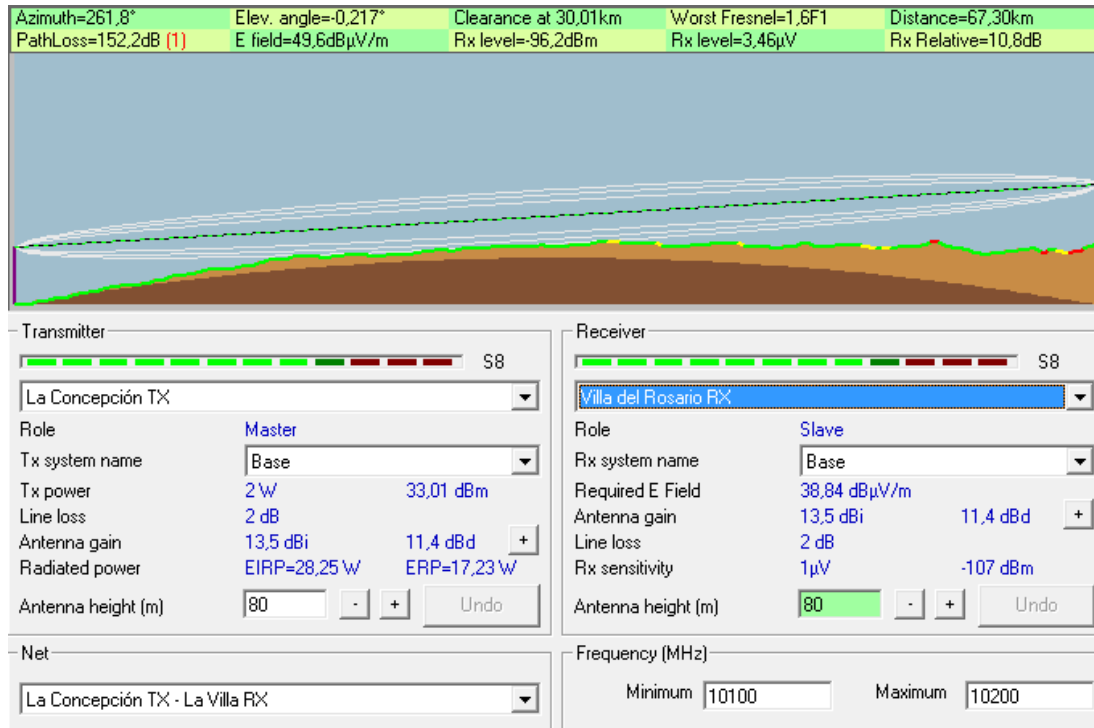 Azimuth=261,8° Elev. angle=-0,217° Clearance at 30,01km Worst Fresnel=1,6F1 Distance=67,30km
PathLoss=152,2dB (1) E field=49,6dBµV/m Rx level=-96,2dBm Rx level=3,46µV Rx Relative=10,8dB
Transmitter
S8
La Concepción TX
Role Master
Tx system name Base
Tx power 2 W 33,01 dBm
Line loss 2 dB
Antenna gain 13,5 dBi 11,4 dBd +
Radiated power EIRP=28,25 W ERP=17,23 W
Antenna height (m) 80 - + Undo
Net
La Concepción TX - La Villa RX
Receiver
S8
Villa del Rosario RX
Role Slave
Rx system name Base
Required E Field 38,84 dBµV/m
Antenna gain 13,5 dBi 11,4 dBd +
Line loss 2 dB
Rx sensitivity 1µV -107 dBm
Antenna height (m) 80 - + Undo
Frequency (MHz)
Minimum 10100 Maximum 10200